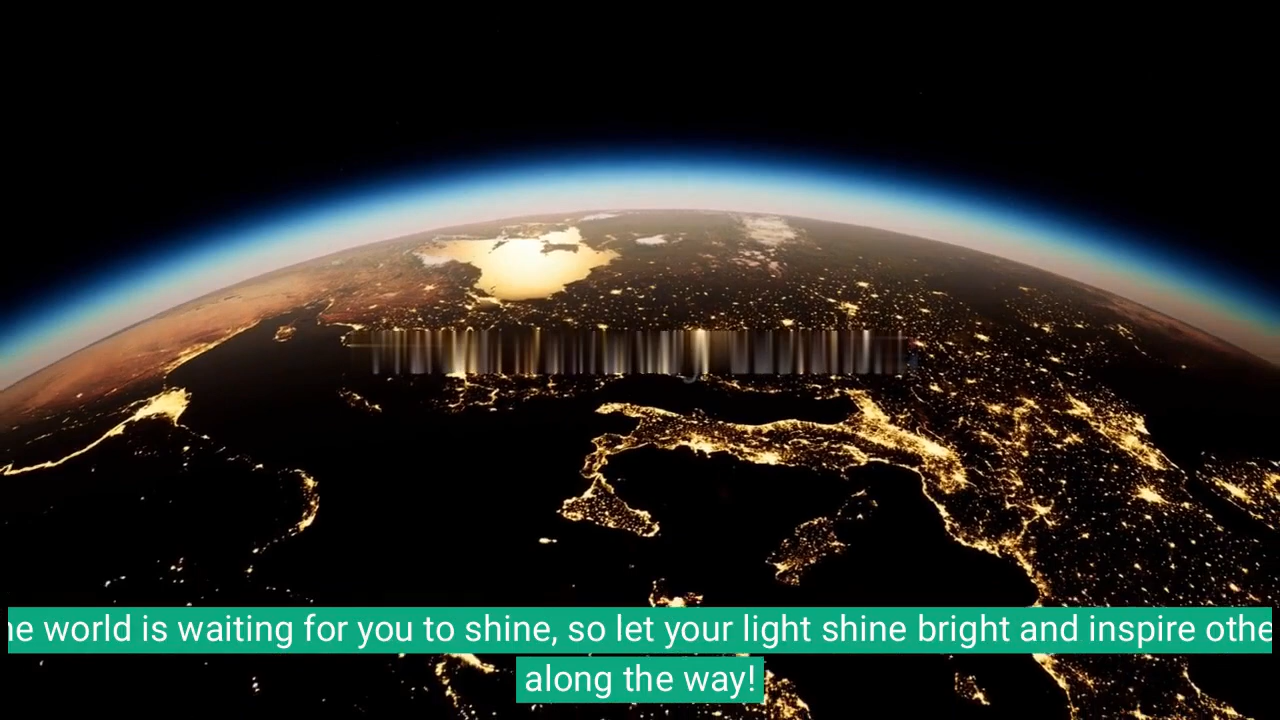 he world is waiting for you to shine, so let your light shine bright and inspire othe
along the way!